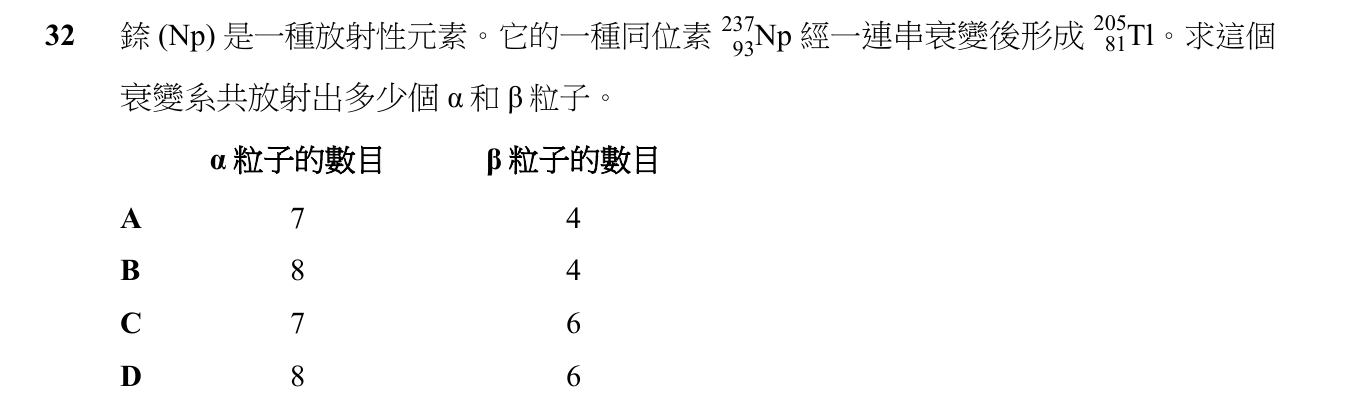 32 錼 (Np) 是一種放射性元素。它的一種同位素 ²³⁷₉₃Np 經一連串衰變後形成 ²⁰⁵₈₁Tl。求這個
衰變系共放射出多少個 α 和 β 粒子。
α 粒子的數目 β 粒子的數目
A 7 4
B 8 4
C 7 6
D 8 6